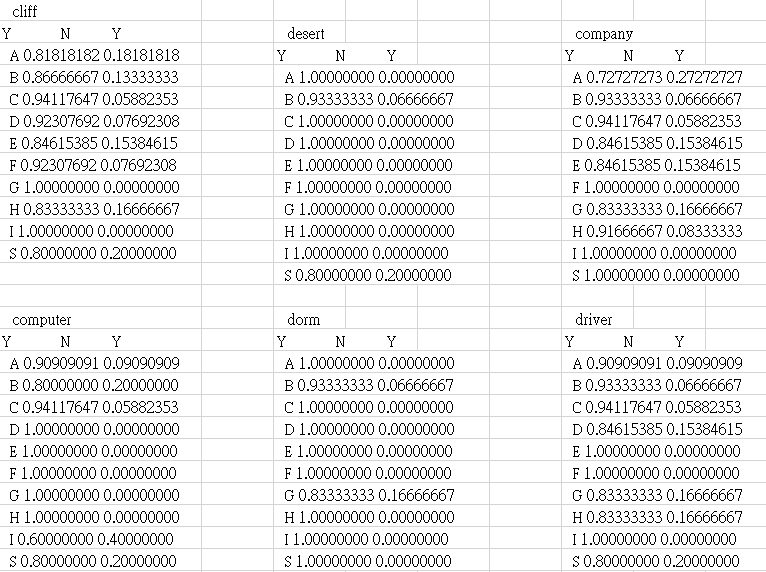 cliff
Y N Y
A 0.81818182 0.18181818
B 0.86666667 0.13333333
C 0.94117647 0.05882353
D 0.92307692 0.07692308
E 0.84615385 0.15384615
F 0.92307692 0.07692308
G 1.00000000 0.00000000
H 0.83333333 0.16666667
I 1.00000000 0.00000000
S 0.80000000 0.20000000
desert
Y N Y
A 1.00000000 0.00000000
B 0.93333333 0.06666667
C 1.00000000 0.00000000
D 1.00000000 0.00000000
E 1.00000000 0.00000000
F 1.00000000 0.00000000
G 1.00000000 0.00000000
H 1.00000000 0.00000000
I 1.00000000 0.00000000
S 0.80000000 0.20000000
company
Y N Y
A 0.72727273 0.27272727
B 0.93333333 0.06666667
C 0.94117647 0.05882353
D 0.84615385 0.15384615
E 0.84615385 0.15384615
F 1.00000000 0.00000000
G 0.83333333 0.16666667
H 0.91666667 0.08333333
I 1.00000000 0.00000000
S 1.00000000 0.00000000
computer
Y N Y
A 0.90909091 0.09090909
B 0.80000000 0.20000000
C 0.94117647 0.05882353
D 1.00000000 0.00000000
E 1.00000000 0.00000000
F 1.00000000 0.00000000
G 1.00000000 0.00000000
H 1.00000000 0.00000000
I 0.60000000 0.40000000
S 0.80000000 0.20000000
dorm
Y N Y
A 1.00000000 0.00000000
B 0.93333333 0.06666667
C 1.00000000 0.00000000
D 1.00000000 0.00000000
E 1.00000000 0.00000000
F 1.00000000 0.00000000
G 0.83333333 0.16666667
H 1.00000000 0.00000000
I 1.00000000 0.00000000
S 1.00000000 0.00000000
driver
Y N Y
A 0.90909091 0.09090909
B 0.93333333 0.06666667
C 0.94117647 0.05882353
D 0.84615385 0.15384615
E 1.00000000 0.00000000
F 1.00000000 0.00000000
G 0.83333333 0.16666667
H 0.83333333 0.16666667
I 1.00000000 0.00000000
S 0.80000000 0.20000000